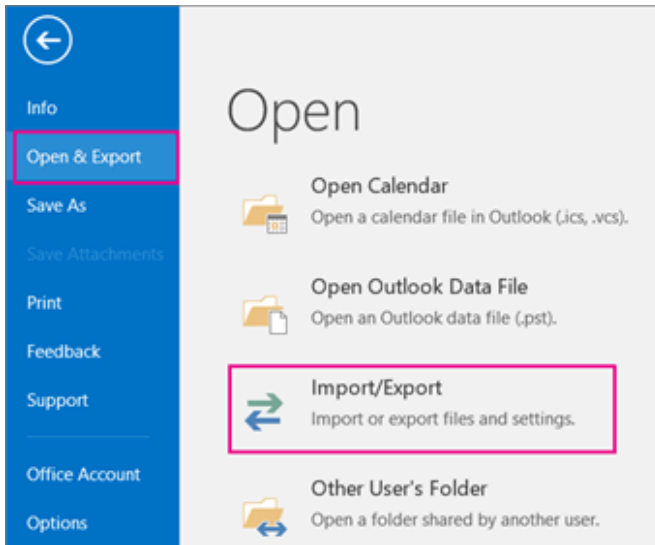 Info
Open & Export
Save As
Save Attachments
Print
Feedback
Support
Office Account
Options
Open
Open Calendar
Open a calendar file in Outlook (.ics, .vcs).
Open Outlook Data File
Open an Outlook data file (.pst).
Import/Export
Import or export files and settings.
Other User's Folder
Open a folder shared by another user.